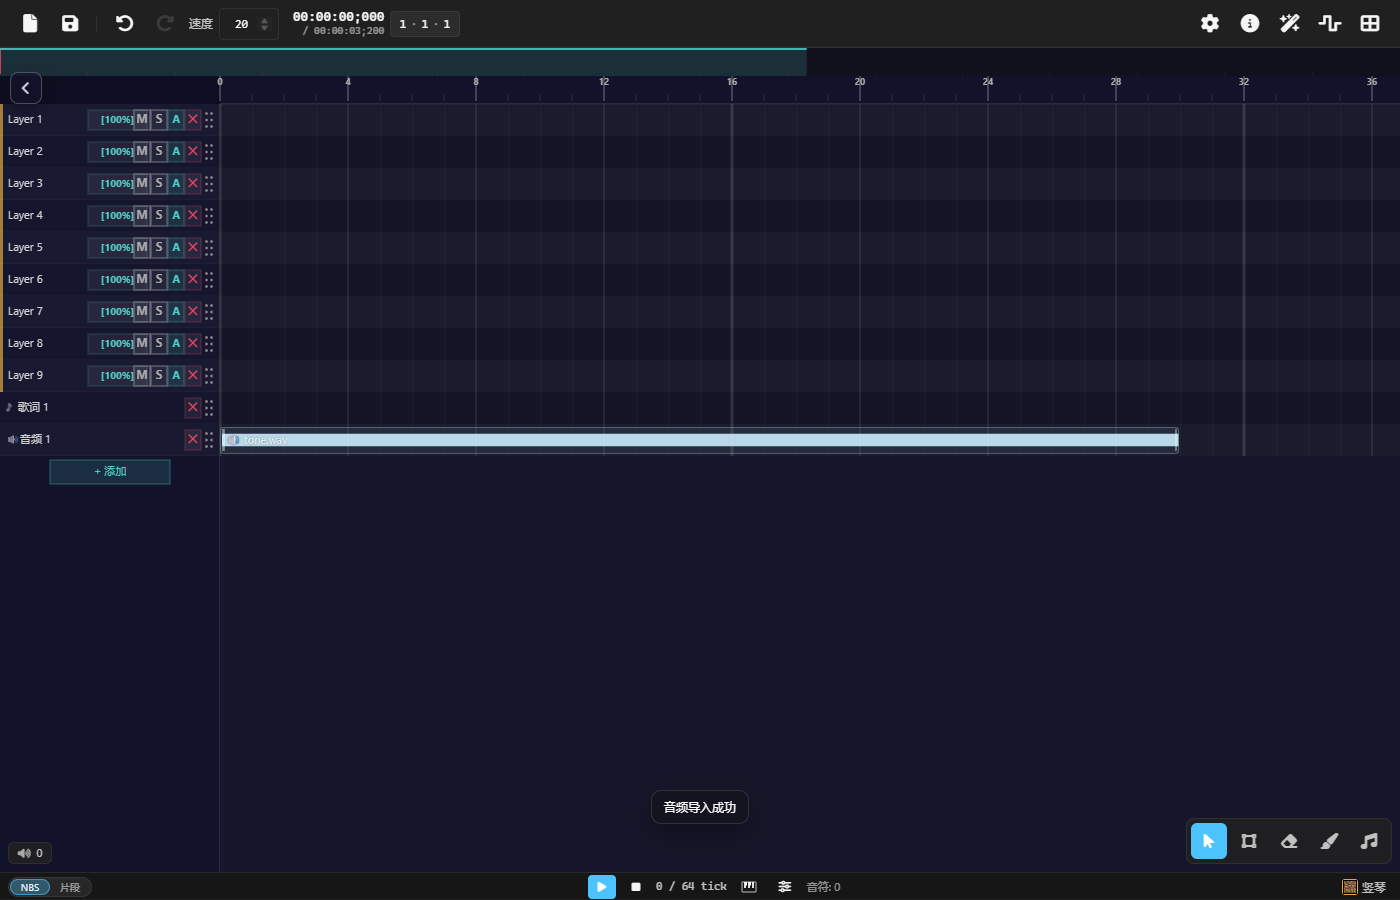 速度 20 00:00:00;000 1 · 1 · 1
/ 00:00:03;200
0 4 8 12 16 20 24 28 32 36
Layer 1 [100%] M S A
Layer 2 [100%] M S A
Layer 3 [100%] M S A
Layer 4 [100%] M S A
Layer 5 [100%] M S A
Layer 6 [100%] M S A
Layer 7 [100%] M S A
Layer 8 [100%] M S A
Layer 9 [100%] M S A
歌词 1
音频 1 tone.wav
+ 添加
音频导入成功
0
NBS 片段 0 / 64 tick 音符: 0 竖琴